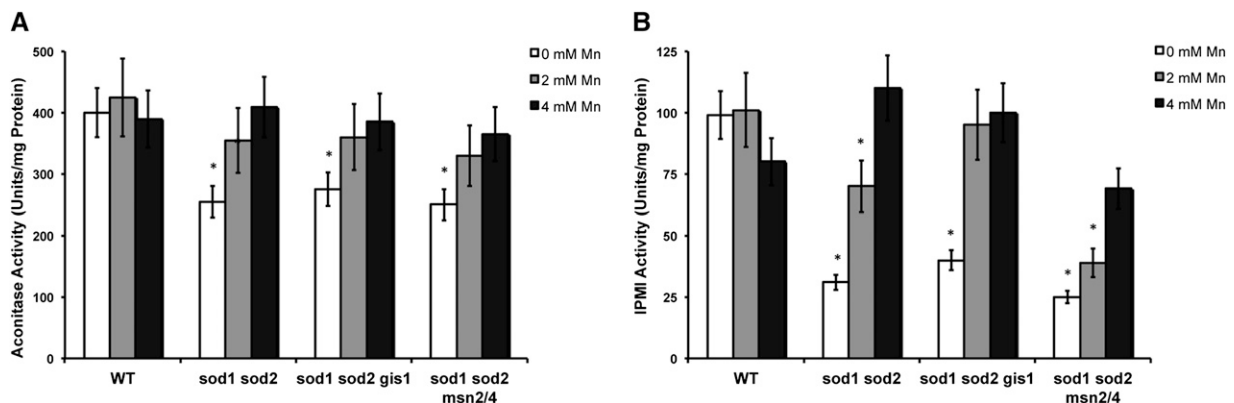 A
Aconitase Activity (Units/mg Protein)
500
400
300
200
100
0
*
*
*
WT
sod1 sod2
sod1 sod2 gis1
sod1 sod2
msn2/4
0 mM Mn
2 mM Mn
4 mM Mn
B
IPMI Activity (Units/mg Protein)
125
100
75
50
25
0
*
*
*
*
*
WT
sod1 sod2
sod1 sod2 gis1
sod1 sod2
msn2/4
0 mM Mn
2 mM Mn
4 mM Mn